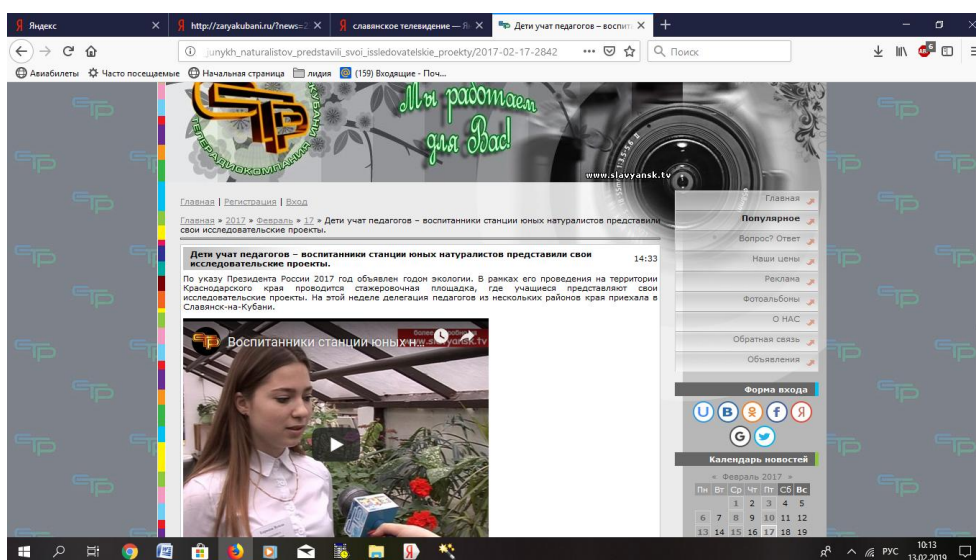 Яндекс
http://zaryakubani.ru/?news=2
славянское телевидение — Ян
Дети учат педагогов – воспита
junykh_naturalistov_predstavili_svoi_issledovatelskie_proekty/2017-02-17-2842
Поиск
6
Авиабилеты Часто посещаемые Начальная страница лидия (159) Входящие - Поч...
СТР
КУБАНИ
ТЕЛЕРАДИОКОМПАНИЯ
Мы работаем
для Вас!
www.slavyansk.tv
Главная | Регистрация | Вход
Главная » 2017 » Февраль » 17 » Дети учат педагогов – воспитанники станции юных натуралистов представили
свои исследовательские проекты.
Дети учат педагогов – воспитанники станции юных натуралистов представили свои
исследовательские проекты.
14:33
По указу Президента России 2017 год объявлен годом экологии. В рамках его проведения на территории
Краснодарского края проводится стажеровочная площадка, где учащиеся представляют свои
исследовательские проекты. На этой неделе делегация педагогов из нескольких районов края приехала в
Славянск-на-Кубани.
Воспитанники станции юных н...
Главная
Популярное
Вопрос? Ответ
Наши цены
Реклама
Фотоальбомы
О НАС
Обратная связь
Объявления
Форма входа
Календарь новостей
« Февраль 2017 »
Пн Вт Ср Чт Пт Сб Вс
1 2 3 4 5
6 7 8 9 10 11 12
13 14 15 16 17 18 19
РУС
10:13
13.02.2019